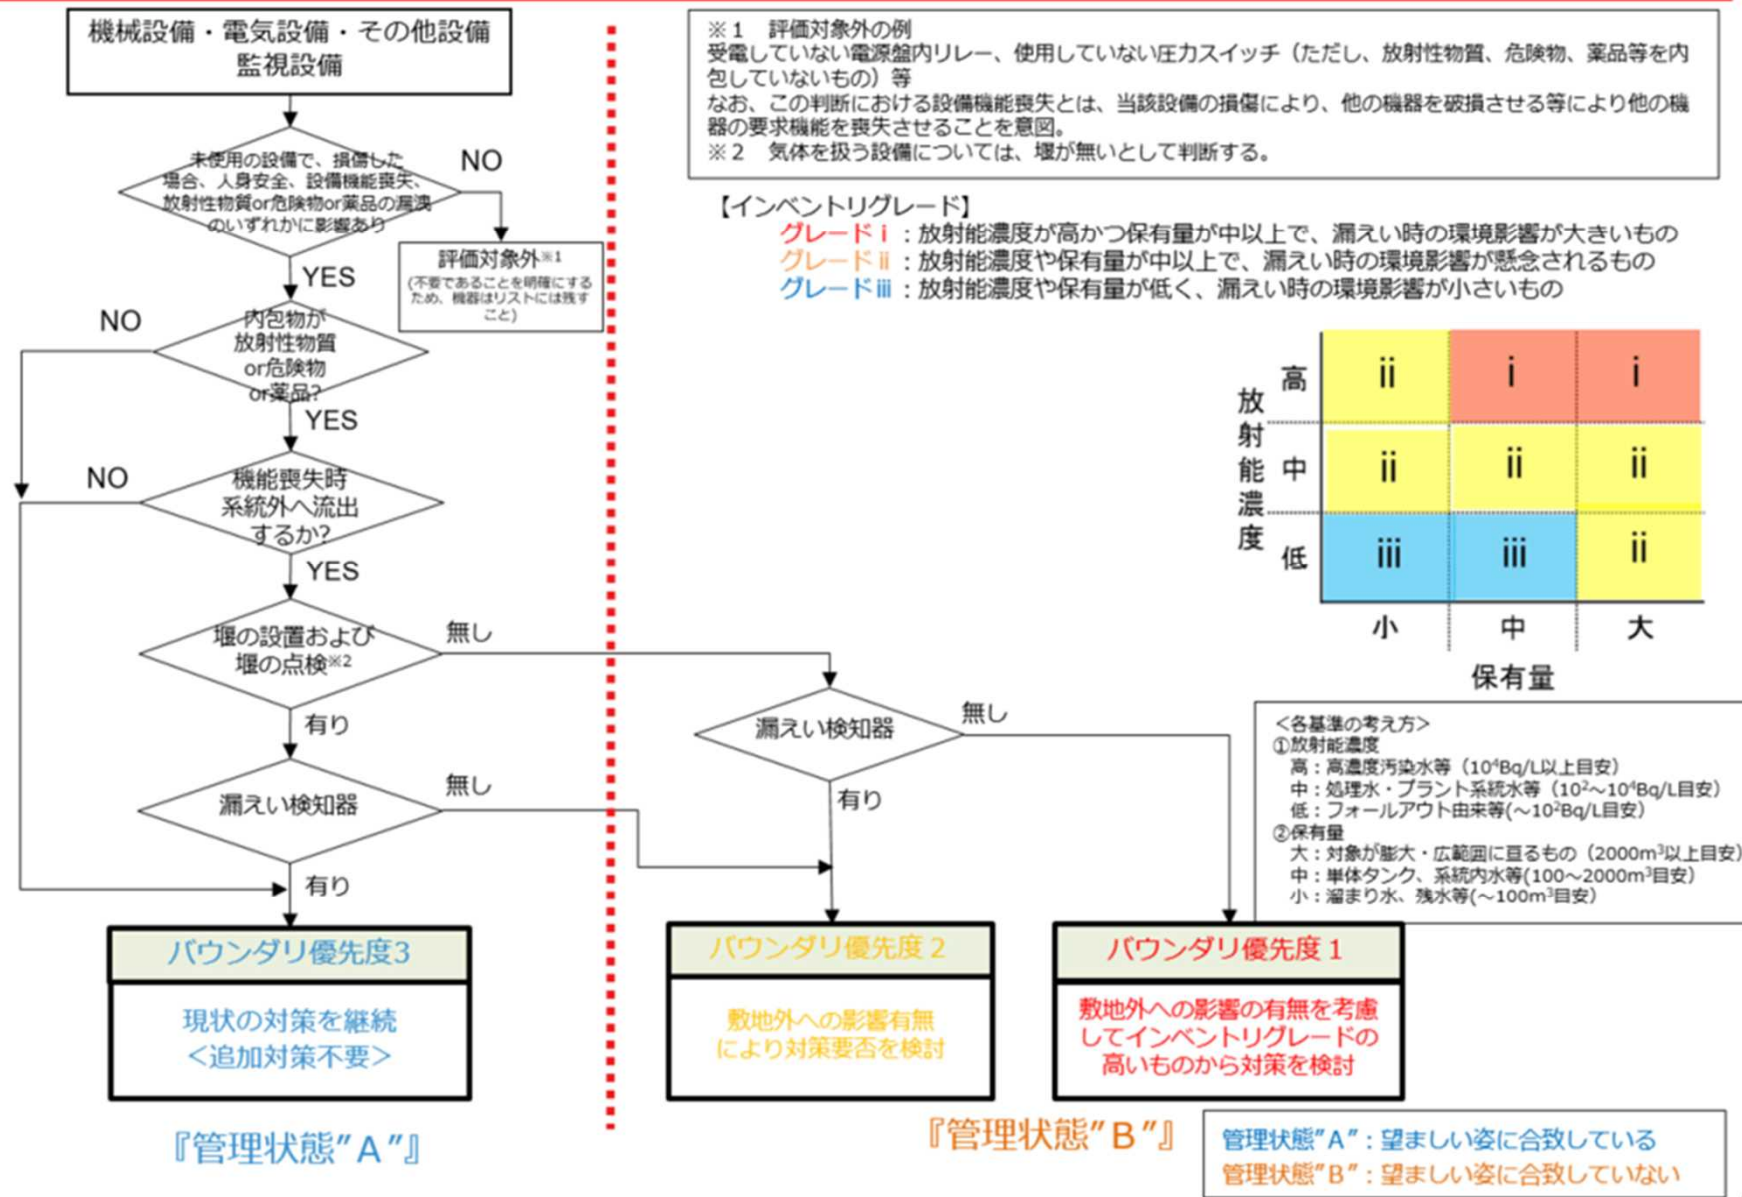 機械設備・電気設備・その他設備
監視設備
未使用の設備で、損傷した
場合、人身安全、設備機能喪失、
放射性物質or危険物or薬品の漏洩
のいずれかに影響あり
NO
YES
評価対象外※1
(不要であることを明確にする
ため、機器はリストには残す
こと)
NO
内包物が
放射性物質
or危険物
or薬品?
YES
NO
機能喪失時
系統外へ流出
するか?
YES
堰の設置および
堰の点検※2
無し
有り
漏えい検知器
無し
有り
漏えい検知器
無し
有り
バウンダリ優先度3
現状の対策を継続
<追加対策不要>
『管理状態"A"』
バウンダリ優先度2
敷地外への影響有無
により対策要否を検討
バウンダリ優先度1
敷地外への影響の有無を考慮
してインベントリグレードの
高いものから対策を検討
『管理状態"B"』
※1 評価対象外の例
受電していない電源盤内リレー、使用していない圧力スイッチ(ただし、放射性物質、危険物、薬品等を内
包していないもの)等
なお、この判断における設備機能喪失とは、当該設備の損傷により、他の機器を破損させる等により他の機
器の要求機能を喪失させることを意図。
※2 気体を扱う設備については、堰が無いとして判断する。
【インベントリグレード】
グレードⅰ:放射能濃度が高かつ保有量が中以上で、漏えい時の環境影響が大きいもの
グレードⅱ:放射能濃度や保有量が中以上で、漏えい時の環境影響が懸念されるもの
グレードⅲ:放射能濃度や保有量が低く、漏えい時の環境影響が小さいもの
放射能濃度
高 ⅱ ⅰ ⅰ
中 ⅱ ⅱ ⅱ
低 ⅲ ⅲ ⅱ
小 中 大
保有量
<各基準の考え方>
①放射能濃度
高:高濃度汚染水等(10⁴Bq/L以上目安)
中:処理水・プラント系統水等(10²~10⁴Bq/L目安)
低:フォールアウト由来等(~10²Bq/L目安)
②保有量
大:対象が膨大・広範囲に亘るもの(2000m³以上目安)
中:単体タンク、系統内水等(100~2000m³目安)
小:溜まり水、残水等(~100m³目安)
管理状態"A":望ましい姿に合致している
管理状態"B":望ましい姿に合致していない